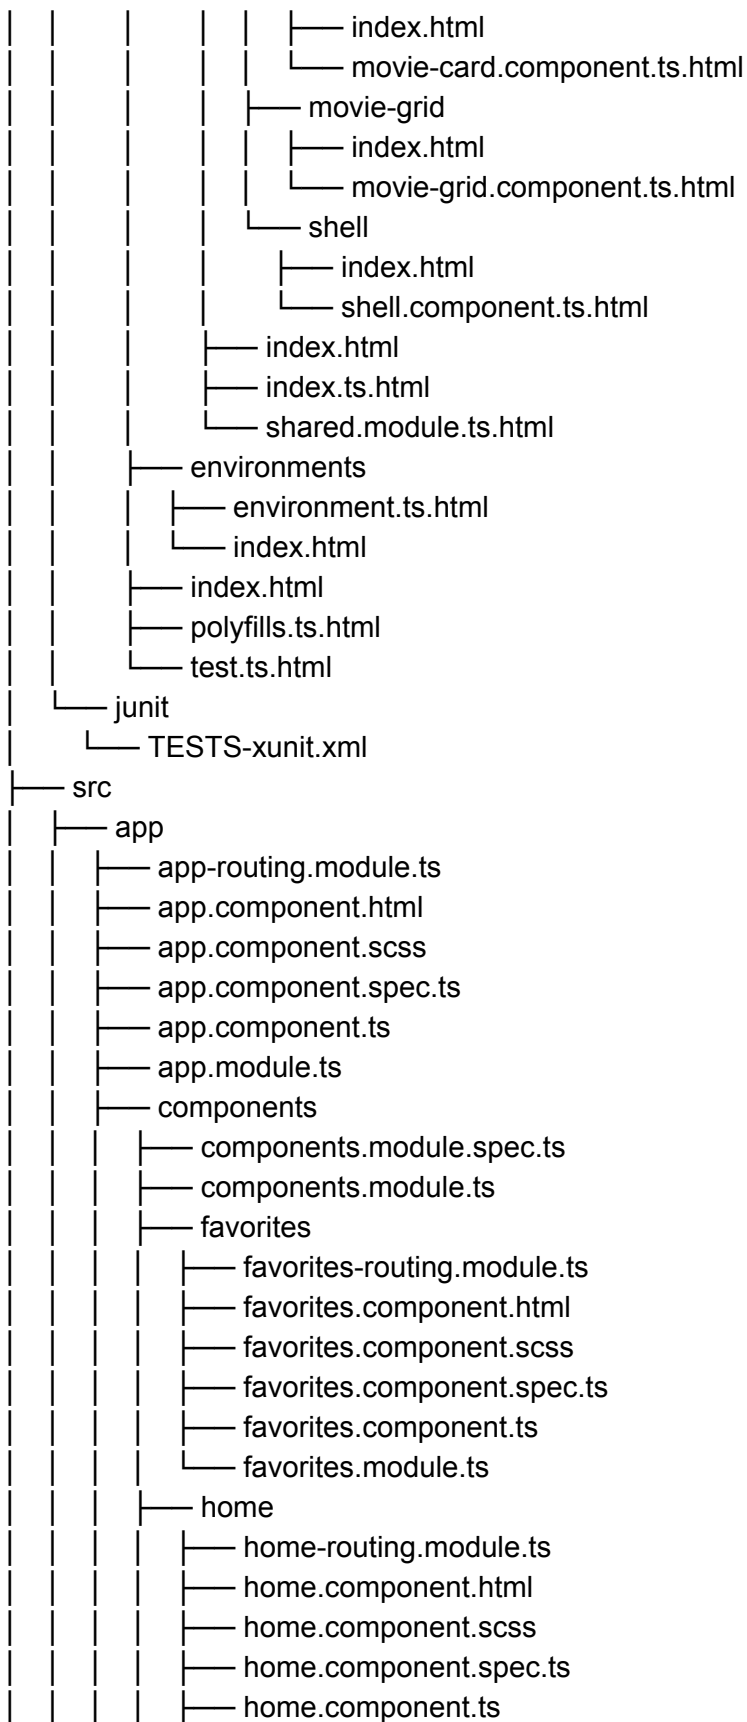 │ │ │ │ │ ├── index.html
│ │ │ │ │ └── movie-card.component.ts.html
│ │ │ │ ├── movie-grid
│ │ │ │ │ ├── index.html
│ │ │ │ │ └── movie-grid.component.ts.html
│ │ │ │ └── shell
│ │ │ │ ├── index.html
│ │ │ │ └── shell.component.ts.html
│ │ │ ├── index.html
│ │ │ ├── index.ts.html
│ │ │ └── shared.module.ts.html
│ │ ├── environments
│ │ │ ├── environment.ts.html
│ │ │ └── index.html
│ │ ├── index.html
│ │ ├── polyfills.ts.html
│ │ └── test.ts.html
│ └── junit
│ └── TESTS-xunit.xml
├── src
│ ├── app
│ │ ├── app-routing.module.ts
│ │ ├── app.component.html
│ │ ├── app.component.scss
│ │ ├── app.component.spec.ts
│ │ ├── app.component.ts
│ │ ├── app.module.ts
│ │ ├── components
│ │ │ ├── components.module.spec.ts
│ │ │ ├── components.module.ts
│ │ │ ├── favorites
│ │ │ │ ├── favorites-routing.module.ts
│ │ │ │ ├── favorites.component.html
│ │ │ │ ├── favorites.component.scss
│ │ │ │ ├── favorites.component.spec.ts
│ │ │ │ ├── favorites.component.ts
│ │ │ │ └── favorites.module.ts
│ │ │ ├── home
│ │ │ │ ├── home-routing.module.ts
│ │ │ │ ├── home.component.html
│ │ │ │ ├── home.component.scss
│ │ │ │ ├── home.component.spec.ts
│ │ │ │ ├── home.component.ts